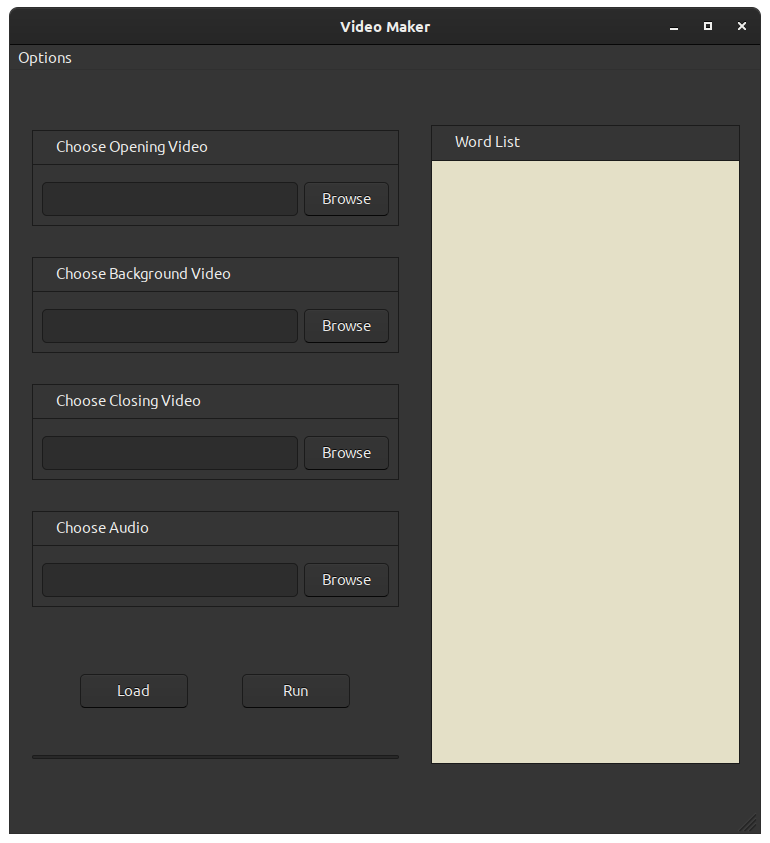 Video Maker
Options
Choose Opening Video
Browse
Choose Background Video
Browse
Choose Closing Video
Browse
Choose Audio
Browse
Load
Run
Word List